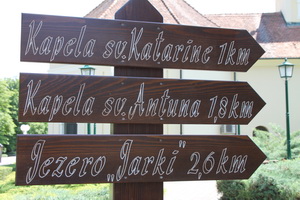 Kapela sv.Katarine 1km
Kapela sv.Antuna 1,8km
Jezero „Jarki" 2,6km